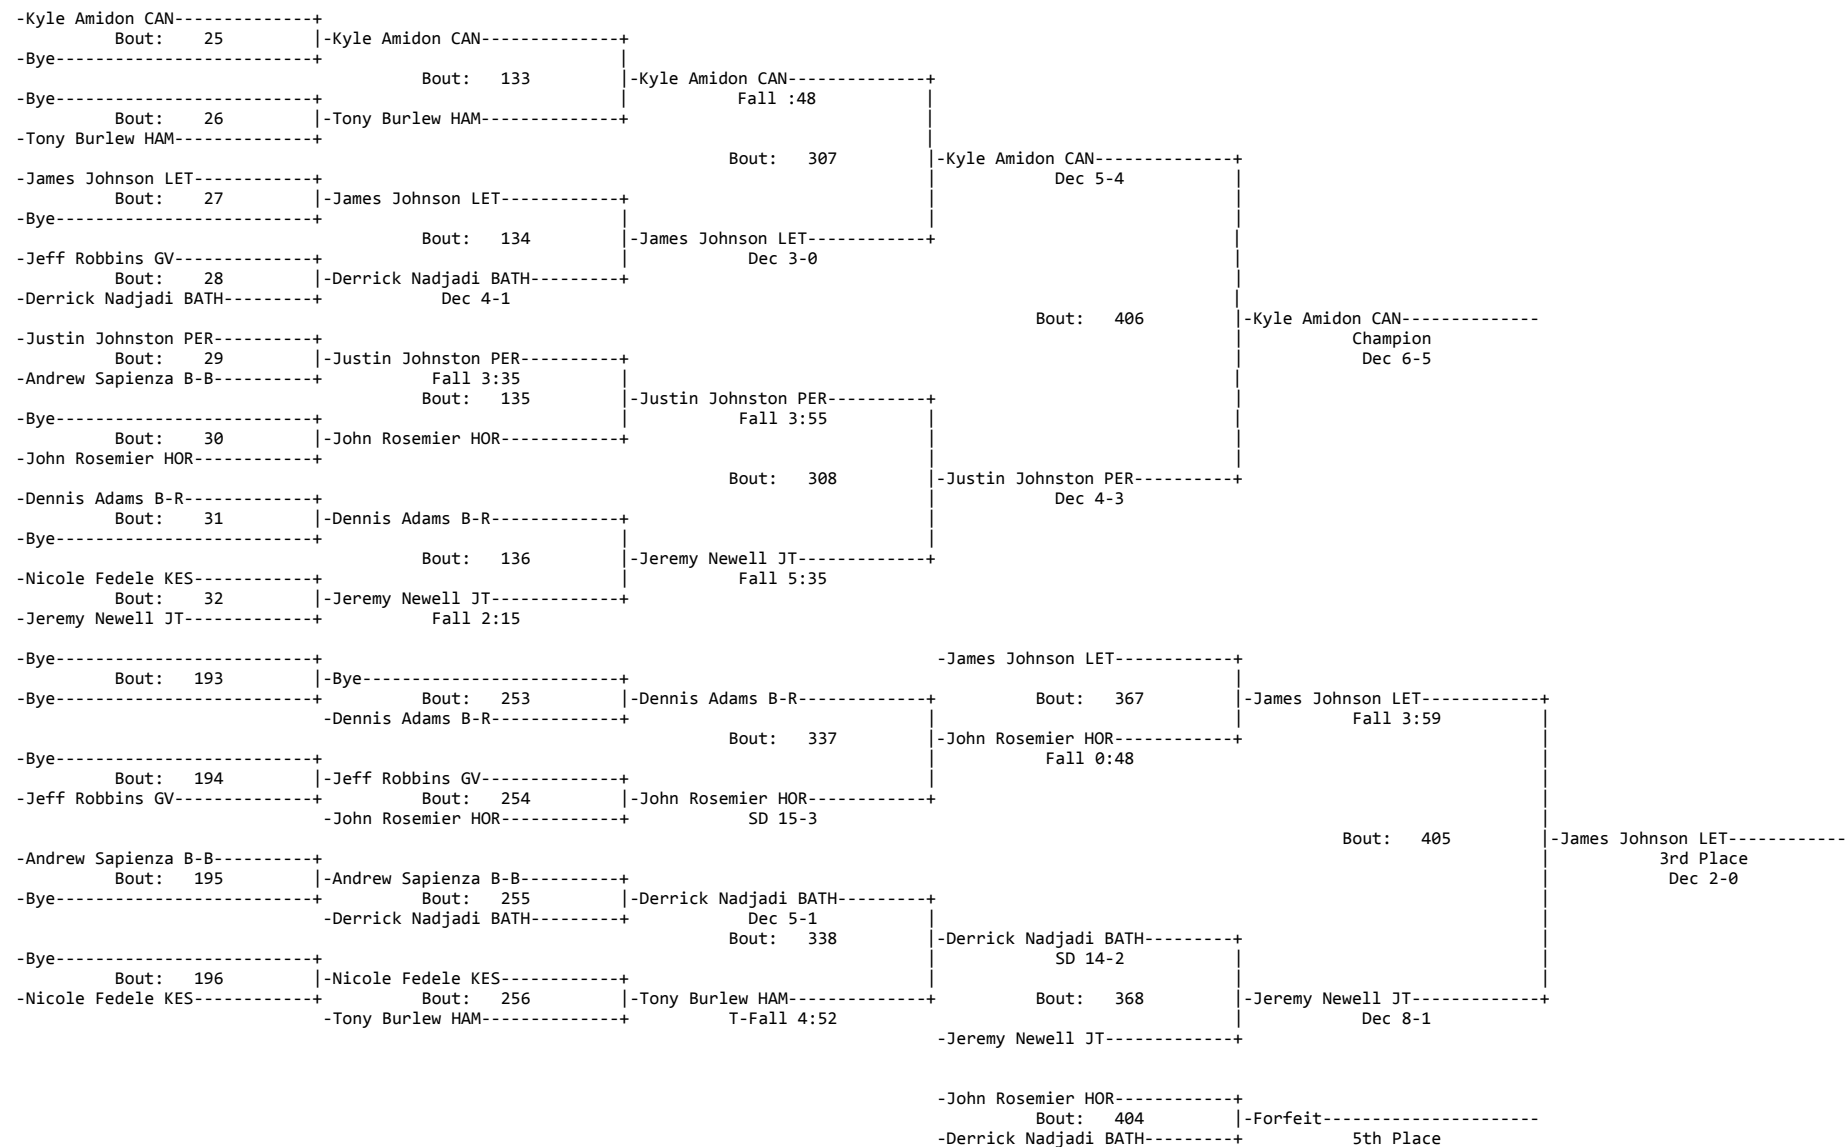 -Kyle Amidon CAN--------------+
Bout: 25 |-Kyle Amidon CAN--------------+
-Bye--------------------------+ |
Bout: 133 |-Kyle Amidon CAN--------------+
-Bye--------------------------+ | Fall :48 |
Bout: 26 |-Tony Burlew HAM--------------+ |
-Tony Burlew HAM--------------+ |
Bout: 307 |-Kyle Amidon CAN--------------+
-James Johnson LET------------+ | Dec 5-4 |
Bout: 27 |-James Johnson LET------------+ | |
-Bye--------------------------+ | | |
Bout: 134 |-James Johnson LET------------+ |
-Jeff Robbins GV--------------+ | Dec 3-0 |
Bout: 28 |-Derrick Nadjadi BATH---------+ |
-Derrick Nadjadi BATH---------+ Dec 4-1 |
Bout: 406 |-Kyle Amidon CAN--------------
-Justin Johnston PER----------+ | Champion
Bout: 29 |-Justin Johnston PER----------+ | Dec 6-5
-Andrew Sapienza B-B----------+ Fall 3:35 | |
Bout: 135 |-Justin Johnston PER----------+ |
-Bye--------------------------+ | Fall 3:55 | |
Bout: 30 |-John Rosemier HOR------------+ | |
-John Rosemier HOR------------+ | |
Bout: 308 |-Justin Johnston PER----------+
-Dennis Adams B-R-------------+ | Dec 4-3
Bout: 31 |-Dennis Adams B-R-------------+ |
-Bye--------------------------+ | |
Bout: 136 |-Jeremy Newell JT-------------+
-Nicole Fedele KES------------+ | Fall 5:35
Bout: 32 |-Jeremy Newell JT-------------+
-Jeremy Newell JT-------------+ Fall 2:15
-Bye--------------------------+ -James Johnson LET------------+
Bout: 193 |-Bye--------------------------+ |
-Bye--------------------------+ Bout: 253 |-Dennis Adams B-R-------------+ Bout: 367 |-James Johnson LET------------+
-Dennis Adams B-R-------------+ | | Fall 3:59 |
Bout: 337 |-John Rosemier HOR------------+ |
-Bye--------------------------+ | Fall 0:48 |
Bout: 194 |-Jeff Robbins GV--------------+ | |
-Jeff Robbins GV--------------+ Bout: 254 |-John Rosemier HOR------------+ |
-John Rosemier HOR------------+ SD 15-3 |
Bout: 405 |-James Johnson LET------------
-Andrew Sapienza B-B----------+ | 3rd Place
Bout: 195 |-Andrew Sapienza B-B----------+ | Dec 2-0
-Bye--------------------------+ Bout: 255 |-Derrick Nadjadi BATH---------+ |
-Derrick Nadjadi BATH---------+ Dec 5-1 | |
Bout: 338 |-Derrick Nadjadi BATH---------+ |
-Bye--------------------------+ | SD 14-2 | |
Bout: 196 |-Nicole Fedele KES------------+ | | |
-Nicole Fedele KES------------+ Bout: 256 |-Tony Burlew HAM--------------+ Bout: 368 |-Jeremy Newell JT-------------+
-Tony Burlew HAM--------------+ T-Fall 4:52 | Dec 8-1
-Jeremy Newell JT-------------+
-John Rosemier HOR------------+
Bout: 404 |-Forfeit----------------------
-Derrick Nadjadi BATH---------+ 5th Place